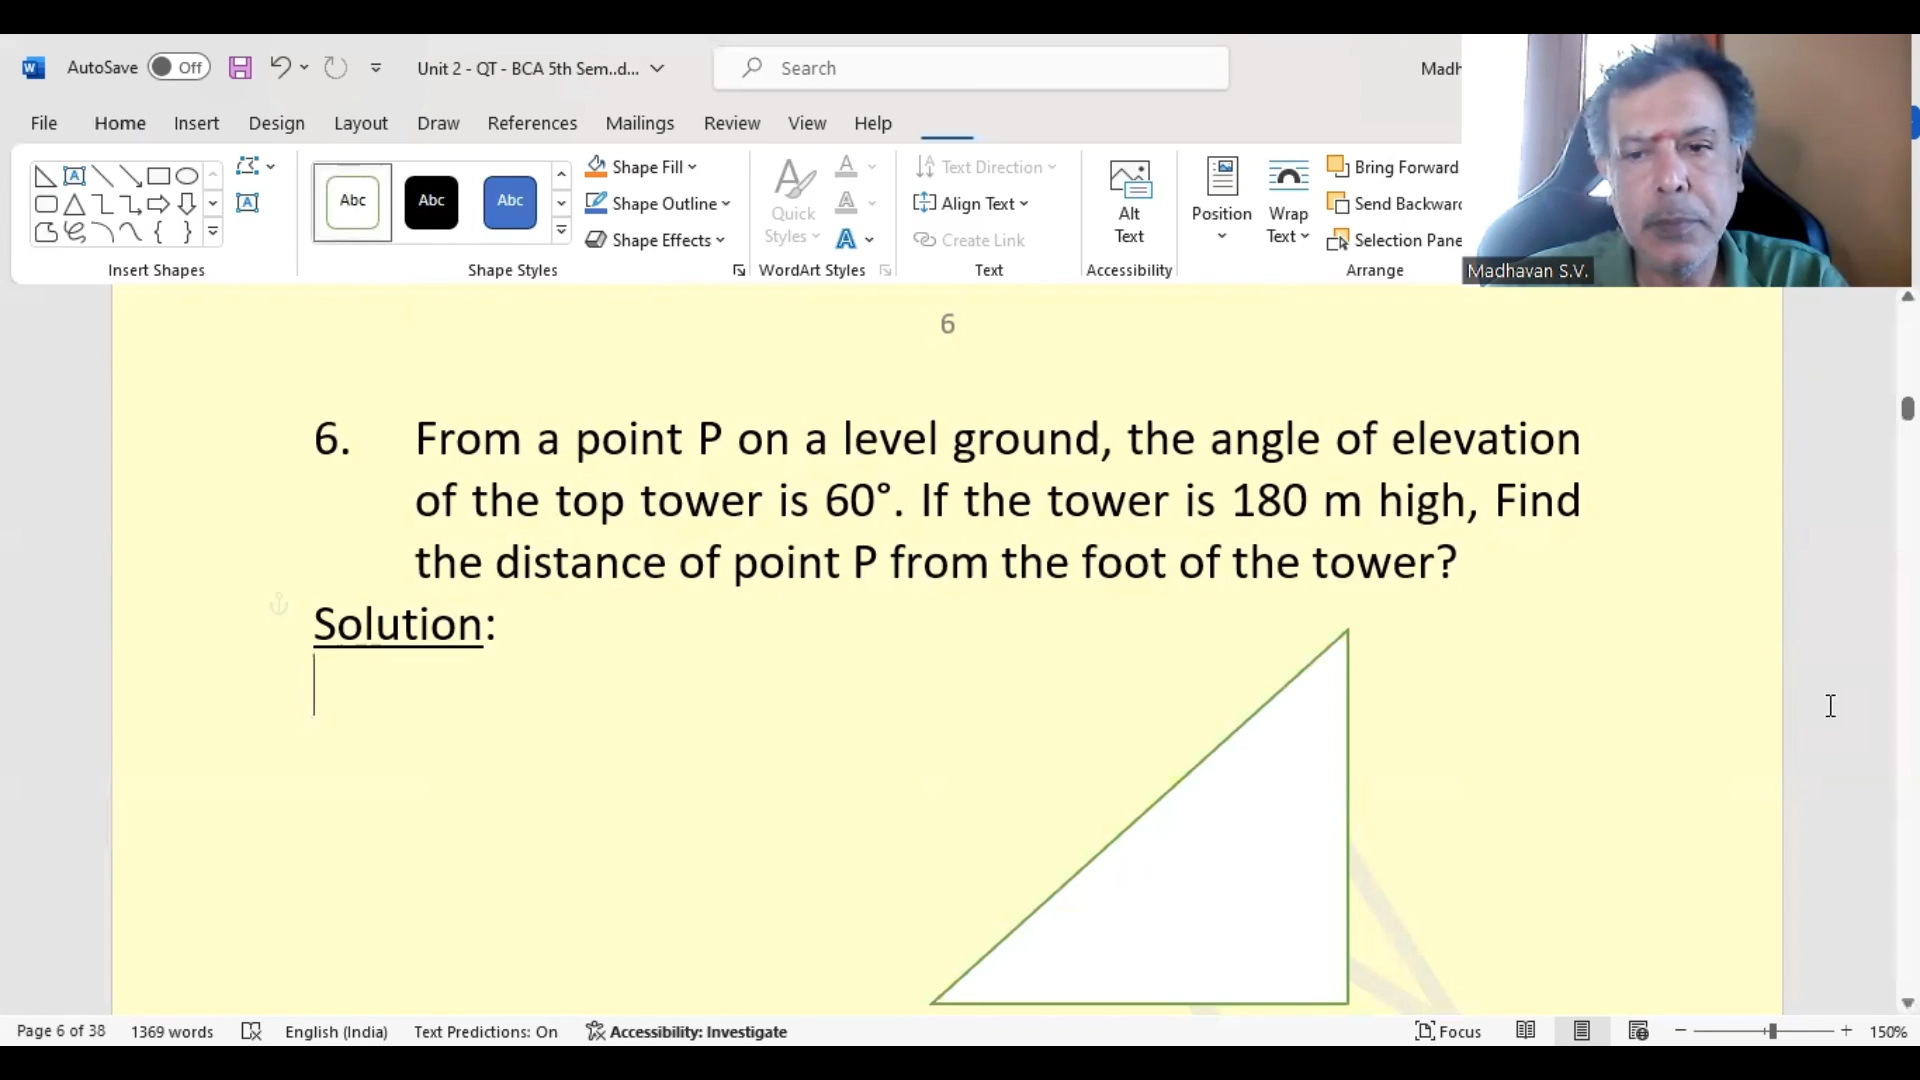 AutoSave Off Unit 2 - QT - BCA 5th Sem..d... Search Madh
File Home Insert Design Layout Draw References Mailings Review View Help
Abc Abc Abc
Shape Fill
Shape Outline
Shape Effects
Quick
Styles
Text Direction
Align Text
Create Link
Alt
Text
Position
Wrap
Text
Bring Forward
Send Backward
Selection Pane
Insert Shapes Shape Styles WordArt Styles Text Accessibility Arrange
Madhavan S.V.
6
6. From a point P on a level ground, the angle of elevation
of the top tower is 60°. If the tower is 180 m high, Find
the distance of point P from the foot of the tower?
Solution:
Page 6 of 38 1369 words English (India) Text Predictions: On Accessibility: Investigate Focus 150%